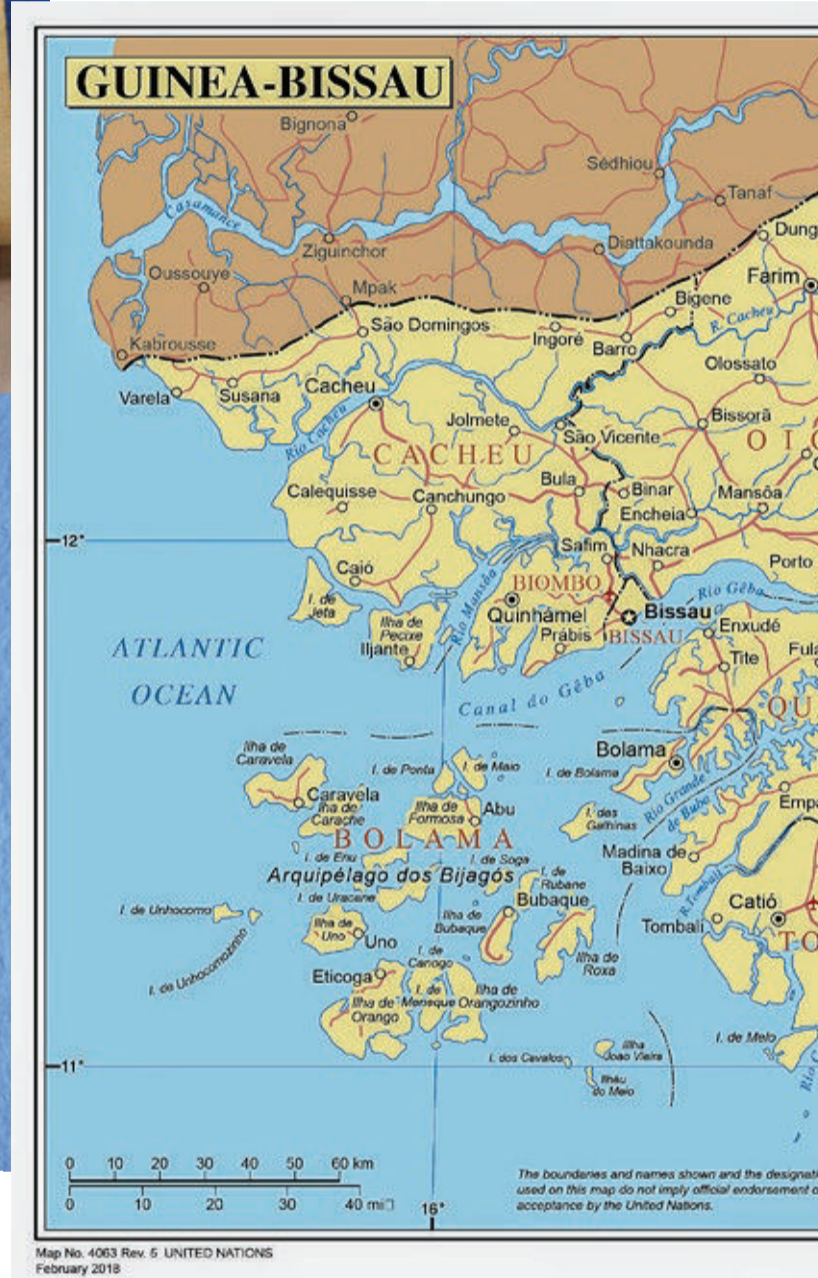 GUINEA-BISSAU
Bignona
Sédhiou
Tanaf
Casamance
Ziguinchor
Diattakounda
Dung
Oussouye
Mpak
Farim
Bigene
São Domingos
R. Cacheu
Ingoré
Barro
Kabrousse
Olossato
Varela
Susana
Cacheu
Rio Cacheu
Jolmete
Bissorã
São Vicente
CACHEU
Bula
Binar
Calequisse
Canchungo
Mansôa
Encheia
12°
Safim
Nhacra
Porto
Caió
BIOMBO
Rio Mansôa
Rio Gêba
I. de
Jeta
Quinhámel
Bissau
Ilha de
Pecixe
Prábis
BISSAU
Enxudé
Iljante
Tite
ATLANTIC
OCEAN
Canal do Gêba
QU
Bolama
Ilha de
Caravela
I. de Ponta
I. de Maio
I. de Bolama
Rio Grande
de Buba
Caravela
Ilha de
Carache
Ilha de
Formosa
Abu
I. das
Galinhas
Empa
BOLAMA
Madina de
Baixo
I. de Enu
I. de Soga
Arquipélago dos Bijagós
I. de
Rubane
R. Tombali
I. de Uracane
Bubaque
Catió
I. de Unhocomo
Ilha de
Uno
Uno
Ilha de
Bubaque
Tombali
TO
I. de Unhocomozinho
I. de
Canogo
Ilha de
Roxa
Eticoga
Ilha de
Orango
I. de
Meneque
Ilha de
Orangozinho
I. dos Cavalos
Ilha
Joao Vieira
I. de Melo
11°
Ilhéu
do Meio
Rio
0 10 20 30 40 50 60 km
0 10 20 30 40 mi
16°
The boundaries and names shown and the designati
used on this map do not imply official endorsement o
acceptance by the United Nations.
Map No. 4063 Rev. 5 UNITED NATIONS
February 2018